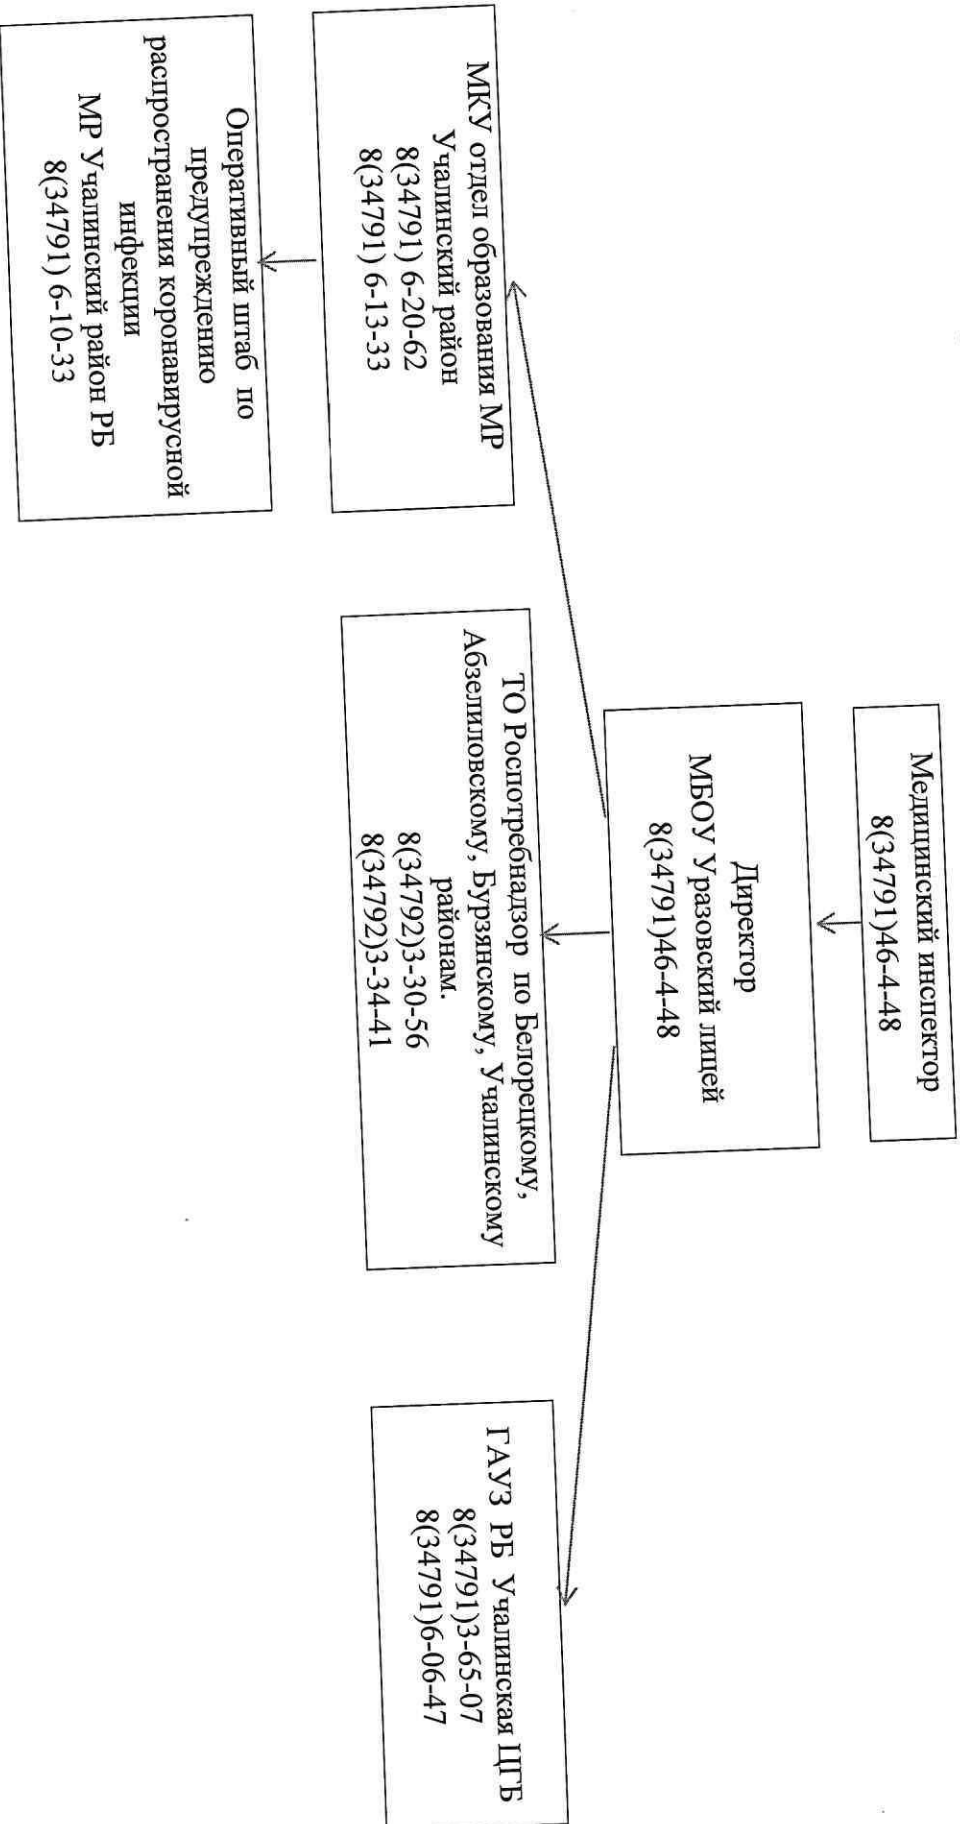 Медицинский инспектор
8(34791)46-4-48
Директор
МБОУ Уразовский лицей
8(34791)46-4-48
МКУ отдел образования МР
Учалинский район
8(34791) 6-20-62
8(34791) 6-13-33
ТО Роспотребнадзор по Белорецкому,
Абзелиловскому, Бурзянскому, Учалинскому
районам.
8(34792)3-30-56
8(34792)3-34-41
ГАУЗ РБ Учалинская ЦГБ
8(34791)3-65-07
8(34791)6-06-47
Оперативный штаб по
предупреждению
распространения коронавирусной
инфекции
МР Учалинский район РБ
8(34791) 6-10-33